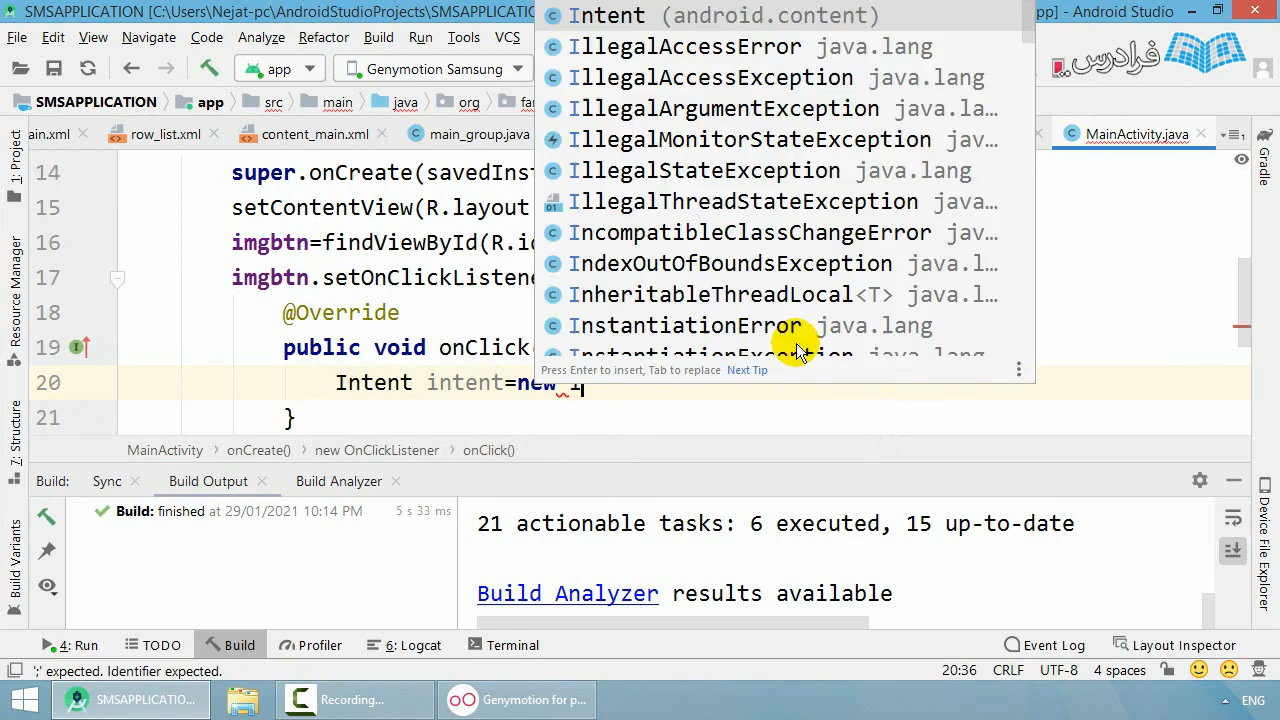 SMSAPPLICATION [C:\Users\Nejat-pc\AndroidStudioProjects\SMSAPPLICATION
app] - Android Studio
File Edit View Navigate Code Analyze Refactor Build Run Tools VCS
app
Genymotion Samsung
فرادرس
SMSAPPLICATION app src main java org
ain.xml row_list.xml content_main.xml main_group.java MainActivity.java
14 super.onCreate(savedInst
15 setContentView(R.layout
16 imgbtn=findViewById(R.id
17 imgbtn.setOnClickListene
18 @Override
19 public void onClick(
20 Intent intent=new
21 }
Intent (android.content)
IllegalAccessError java.lang
IllegalAccessException java.lang
IllegalArgumentException java.la...
IllegalMonitorStateException jav...
IllegalStateException java.lang
IllegalThreadStateException java...
IncompatibleClassChangeError jav...
IndexOutOfBoundsException java.l...
InheritableThreadLocal<T> java.l...
InstantiationError java.lang
InstantiationException java.lang
Press Enter to insert, Tab to replace Next Tip
MainActivity onCreate() new OnClickListener onClick()
Build: Sync Build Output Build Analyzer
Build: finished at 29/01/2021 10:14 PM 5 s 33 ms
21 actionable tasks: 6 executed, 15 up-to-date
Build Analyzer results available
1: Project
Resource Manager
Z: Structure
Build Variants
Gradle
Device File Explorer
4: Run TODO Build Profiler 6: Logcat Terminal Event Log Layout Inspector
';' expected. Identifier expected. 20:36 CRLF UTF-8 4 spaces
SMSAPPLICATIO... Recording... Genymotion for p... ENG